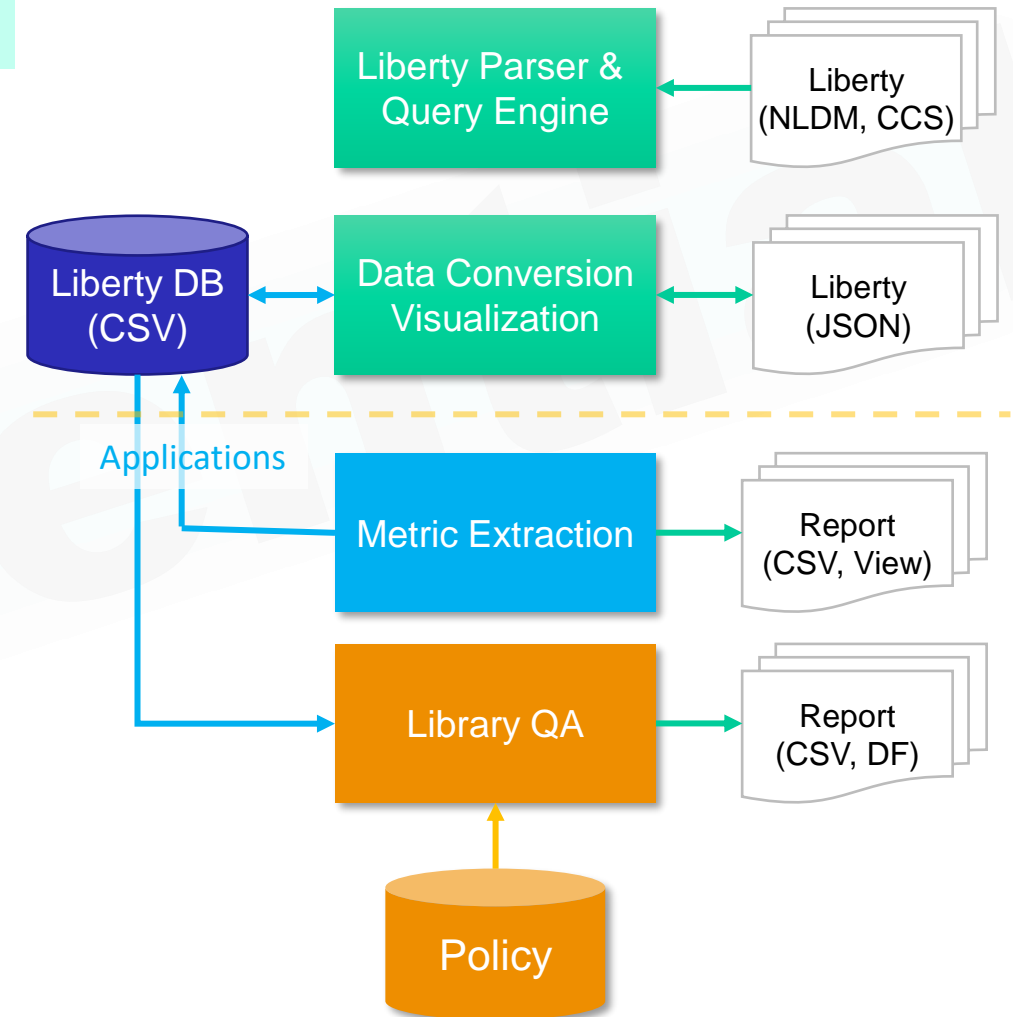 Liberty Parser &
Query Engine
Liberty
(NLDM, CCS)
Liberty DB
(CSV)
Data Conversion
Visualization
Liberty
(JSON)
Applications
Metric Extraction
Report
(CSV, View)
Library QA
Report
(CSV, DF)
Policy